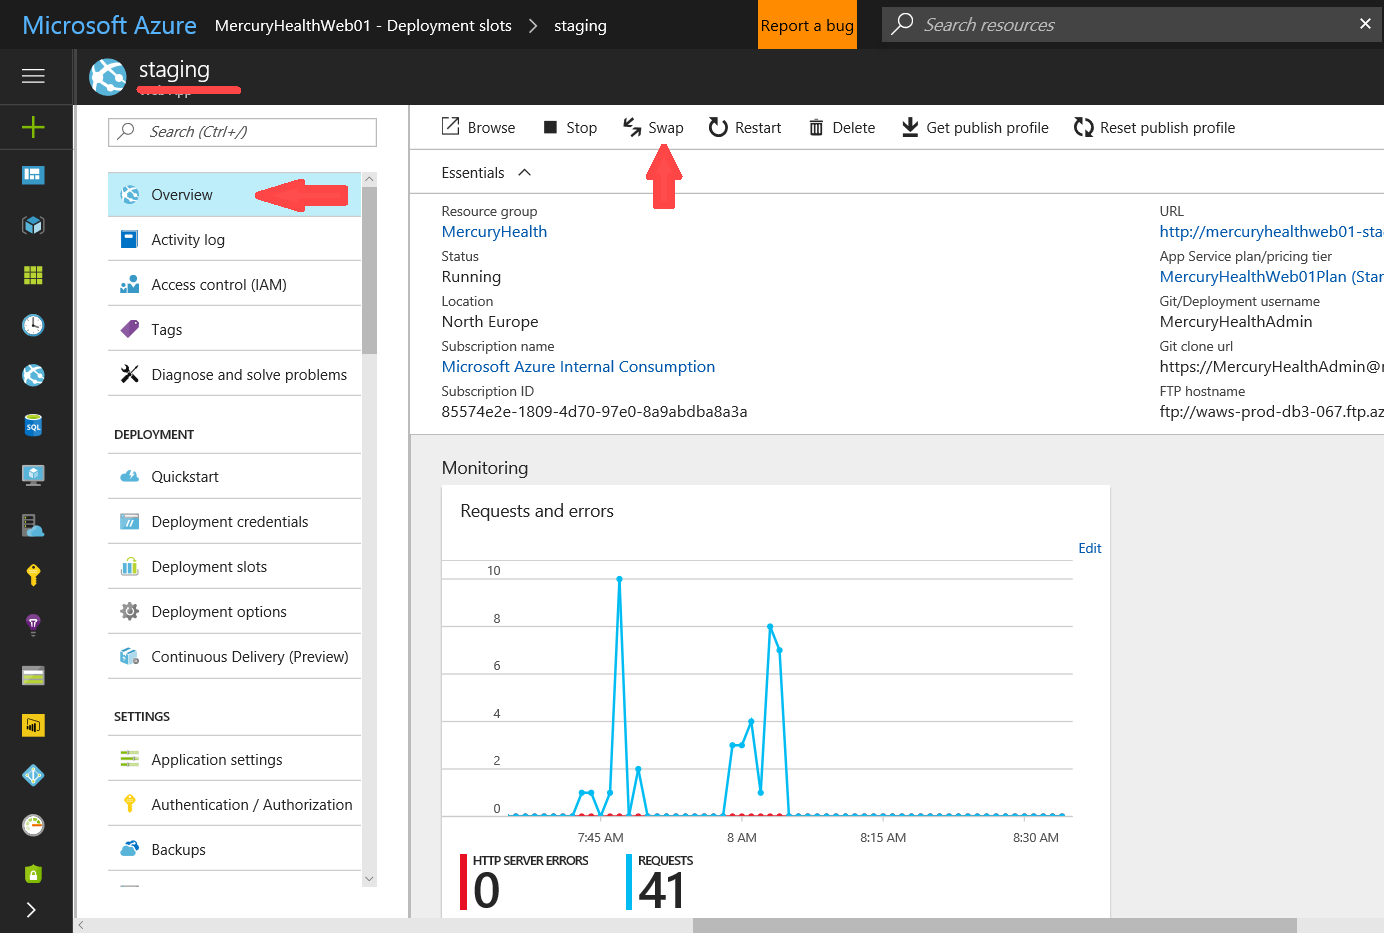 Microsoft Azure MercuryHealthWeb01 - Deployment slots > staging Report a bug Search resources
staging
Search (Ctrl+/)
Overview
Activity log
Access control (IAM)
Tags
Diagnose and solve problems
DEPLOYMENT
Quickstart
Deployment credentials
Deployment slots
Deployment options
Continuous Delivery (Preview)
SETTINGS
Application settings
Authentication / Authorization
Backups
Browse Stop Swap Restart Delete Get publish profile Reset publish profile
Essentials
Resource group
MercuryHealth
Status
Running
Location
North Europe
Subscription name
Microsoft Azure Internal Consumption
Subscription ID
85574e2e-1809-4d70-97e0-8a9abdba8a3a
URL
http://mercuryhealthweb01-sta
App Service plan/pricing tier
MercuryHealthWeb01Plan (Star
Git/Deployment username
MercuryHealthAdmin
Git clone url
https://MercuryHealthAdmin@
FTP hostname
ftp://waws-prod-db3-067.ftp.az
Monitoring
Requests and errors
Edit
10
8
6
4
2
0
7:45 AM 8 AM 8:15 AM 8:30 AM
HTTP SERVER ERRORS
0
REQUESTS
41